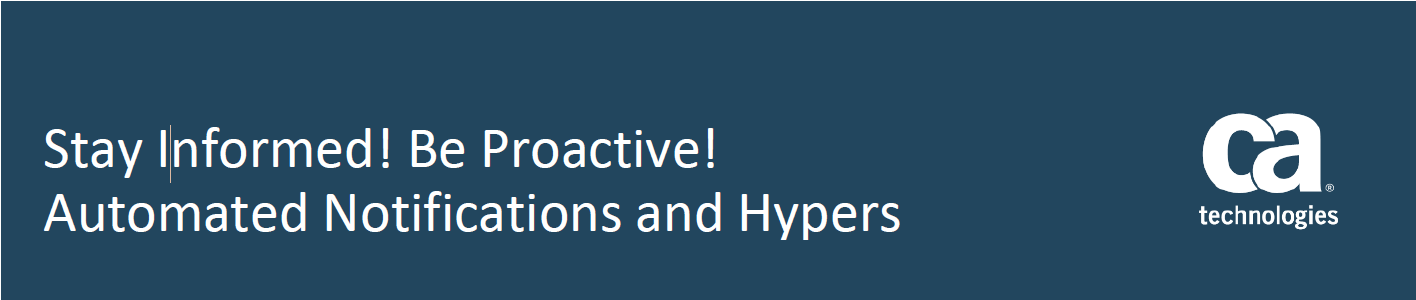 Stay Informed! Be Proactive!
Automated Notifications and Hypers
ca®
technologies